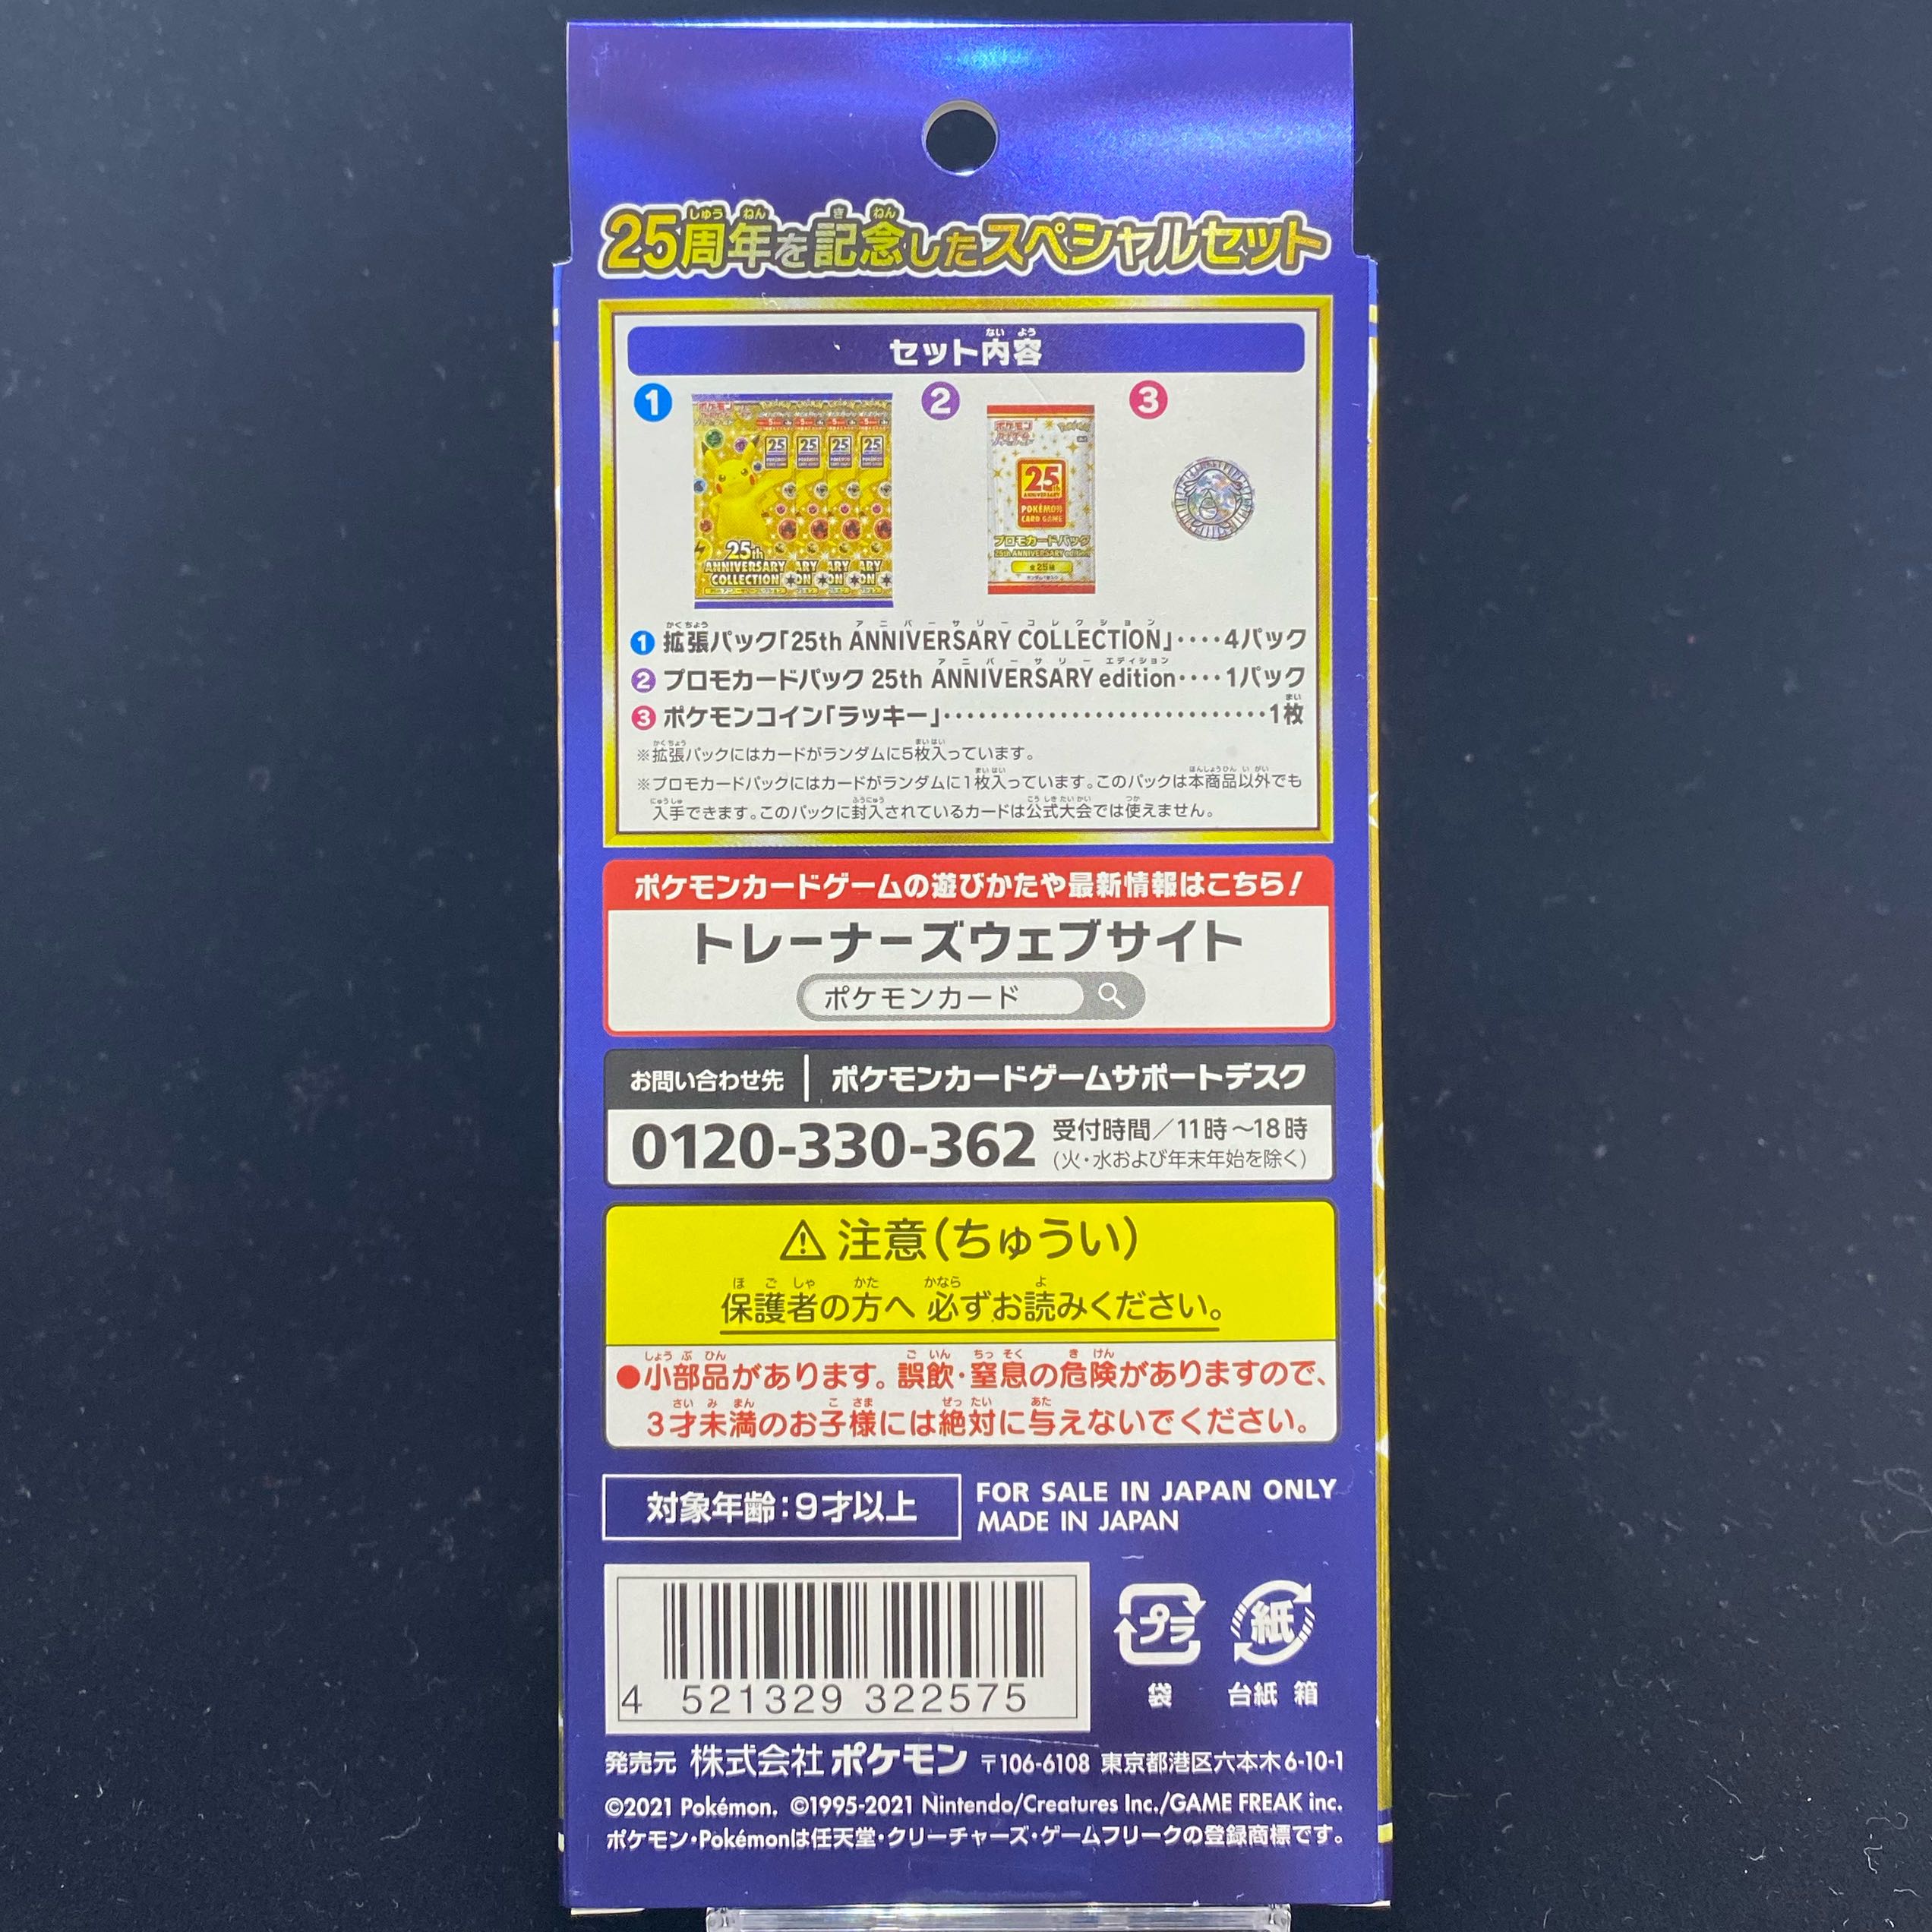 25周年を記念したスペシャルセット
セット内容
1
2
3
25th
ANNIVERSARY
COLLECTION
25
ANNIVERSARY
POKÉMON
CARD GAME
プロモカードパック
25th ANNIVERSARY edition
全25種
1 拡張パック「25th ANNIVERSARY COLLECTION」····4パック
2 プロモカードパック 25th ANNIVERSARY edition····1パック
3 ポケモンコイン「ラッキー」····························1枚
※拡張パックにはカードがランダムに5枚入っています。
※プロモカードパックにはカードがランダムに1枚入っています。このパックは本商品以外でも
入手できます。このパックに封入されているカードは公式大会では使えません。
ポケモンカードゲームの遊びかたや最新情報はこちら!
トレーナーズウェブサイト
ポケモンカード
お問い合わせ先 ポケモンカードゲームサポートデスク
0120-330-362 受付時間/11時~18時
(火・水および年末年始を除く)
⚠注意(ちゅうい)
保護者の方へ 必ずお読みください。
●小部品があります。誤飲・窒息の危険がありますので、
3才未満のお子様には絶対に与えないでください。
対象年齢:9才以上
FOR SALE IN JAPAN ONLY
MADE IN JAPAN
4 521329 322575
プラ
袋
紙
台紙 箱
発売元 株式会社ポケモン 〒106-6108 東京都港区六本木6-10-1
©2021 Pokémon. ©1995-2021 Nintendo/Creatures Inc./GAME FREAK inc.
ポケモン・Pokémonは任天堂・クリーチャーズ・ゲームフリークの登録商標です。